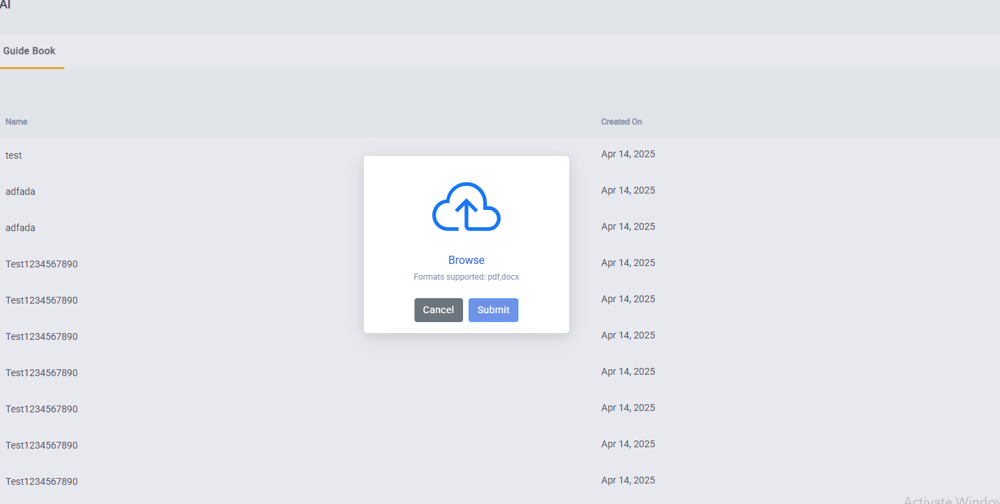 AI
Guide Book
Name Created On
test Apr 14, 2025
adfada Apr 14, 2025
adfada Apr 14, 2025
Test1234567890 Apr 14, 2025
Test1234567890 Apr 14, 2025
Test1234567890 Apr 14, 2025
Test1234567890 Apr 14, 2025
Test1234567890 Apr 14, 2025
Test1234567890 Apr 14, 2025
Test1234567890 Apr 14, 2025
Browse
Formats supported: pdf,docx
Cancel Submit
Activate Window